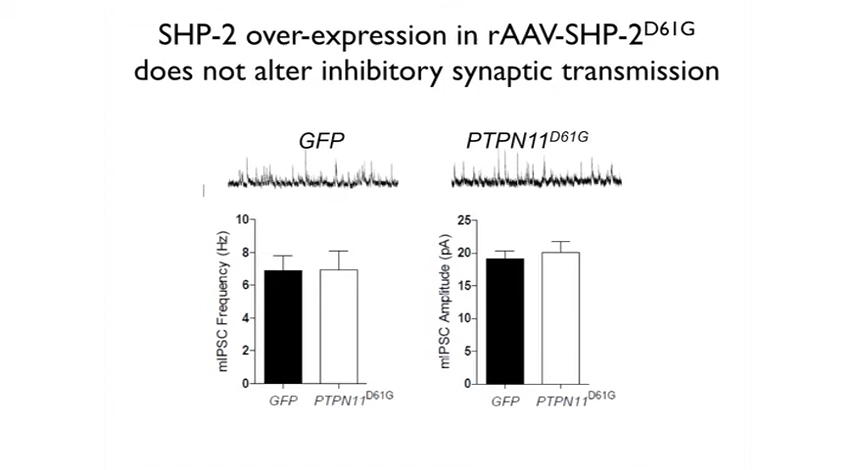 SHP-2 over-expression in rAAV-SHP-2D61G
does not alter inhibitory synaptic transmission
GFP
PTPN11D61G
mIPSC Frequency (Hz)
10
8
6
4
2
0
GFP
PTPN11D61G
mIPSC Amplitude (pA)
25
20
15
10
5
0
GFP
PTPN11D61G